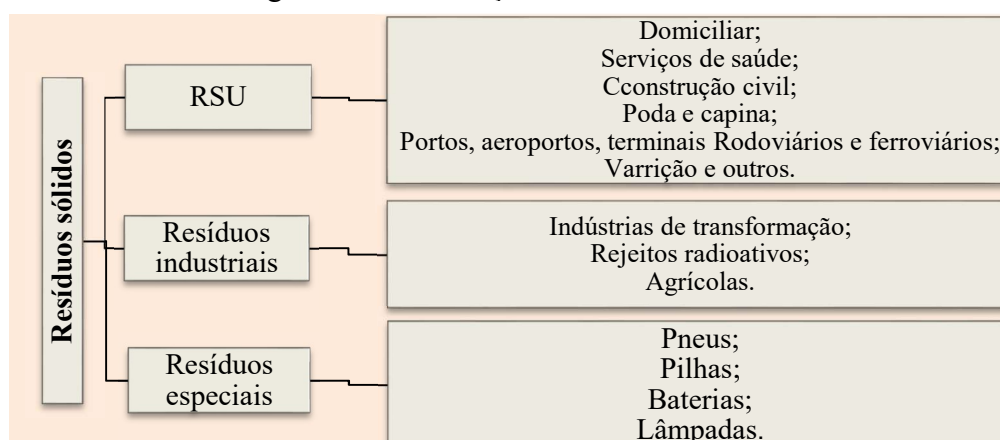 Resíduos sólidos
RSU
Domiciliar;
Serviços de saúde;
Cconstrução civil;
Poda e capina;
Portos, aeroportos, terminais Rodoviários e ferroviários;
Varrição e outros.
Resíduos
industriais
Indústrias de transformação;
Rejeitos radioativos;
Agrícolas.
Resíduos
especiais
Pneus;
Pilhas;
Baterias;
Lâmpadas.